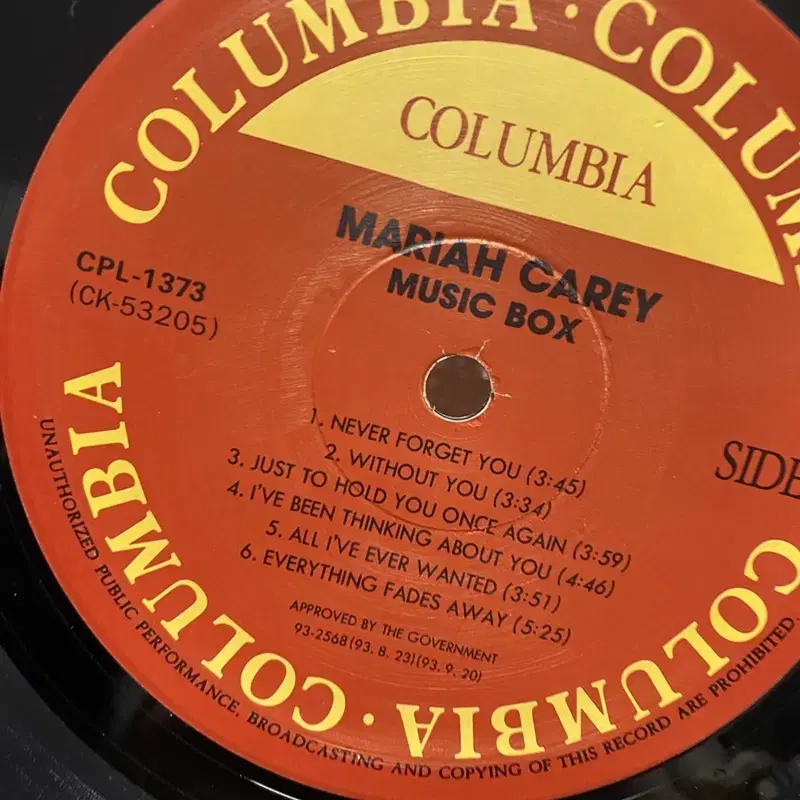 COLUMBIA · COLUMBIA
COLUMBIA
MARIAH CAREY
MUSIC BOX
CPL-1373
(CK-53205)
SIDE
1. NEVER FORGET YOU (3:45)
2. WITHOUT YOU (3:34)
3. JUST TO HOLD YOU ONCE AGAIN (3:59)
4. I'VE BEEN THINKING ABOUT YOU (4:46)
5. ALL I'VE EVER WANTED (3:51)
6. EVERYTHING FADES AWAY (5:25)
APPROVED BY THE GOVERNMENT
93-2568(93. 8. 23)(93. 9. 20)
COLUMBIA · COLUMBIA
UNAUTHORIZED PUBLIC PERFORMANCE, BROADCASTING AND COPYING OF THIS RECORD ARE PROHIBITED.